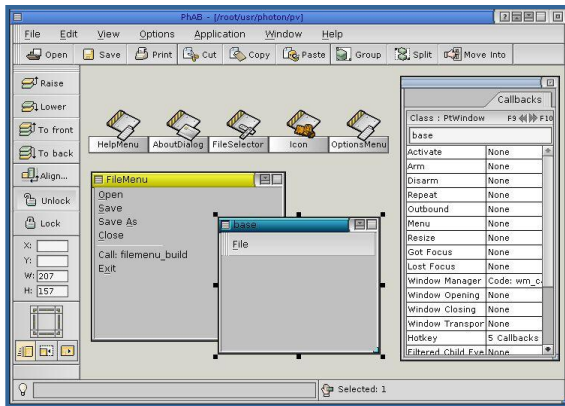 PhAB - [/root/usr/photon/pv]
File Edit View Options Application Window Help
Open Save Print Cut Copy Paste Group Split Move Into
Raise
Lower
To front
To back
Align...
Unlock
Lock
X:
Y:
W: 207
H: 157
HelpMenu AboutDialog FileSelector Icon OptionsMenu
FileMenu
Open
Save
Save As
Close
Call: filemenu_build
Exit
base
File
Callbacks
Class : PtWindow F9 F10
base
Activate None
Arm None
Disarm None
Repeat None
Outbound None
Menu None
Resize None
Got Focus None
Lost Focus None
Window Manager Code: wm_c
Window Opening None
Window Closing None
Window Transpor None
Hotkey 5 Callbacks
Filtered Child Eve None
Selected: 1